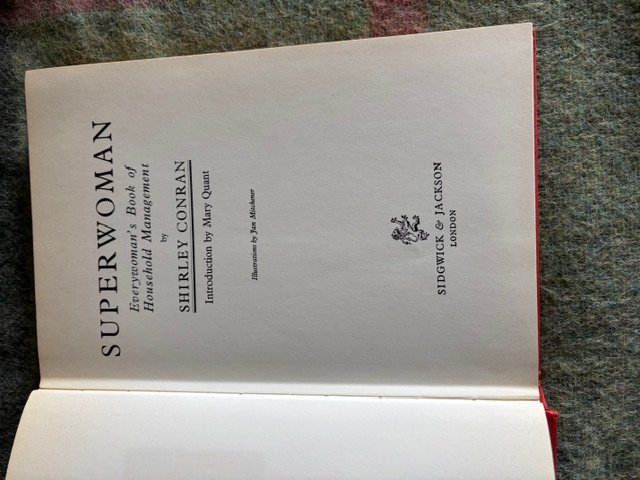 SUPERWOMAN
Everywoman's Book of
Household Management
by
SHIRLEY CONRAN
Introduction by Mary Quant
Illustrations by Jan Mitchener
SIDGWICK & JACKSON
LONDON